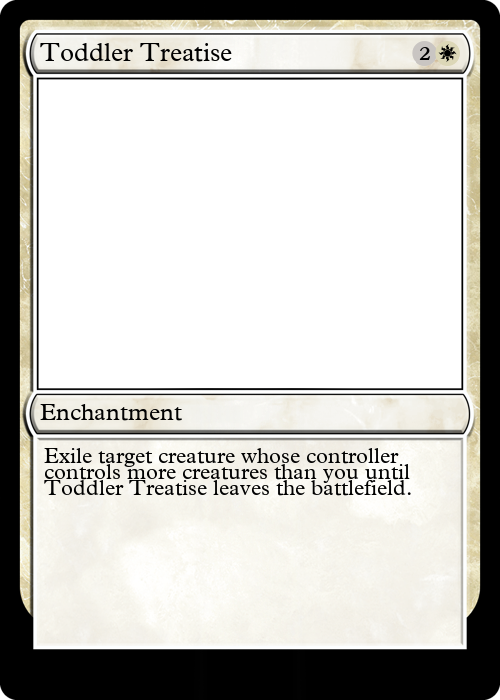 Toddler Treatise 2
Enchantment
Exile target creature whose controller
controls more creatures than you until
Toddler Treatise leaves the battlefield.